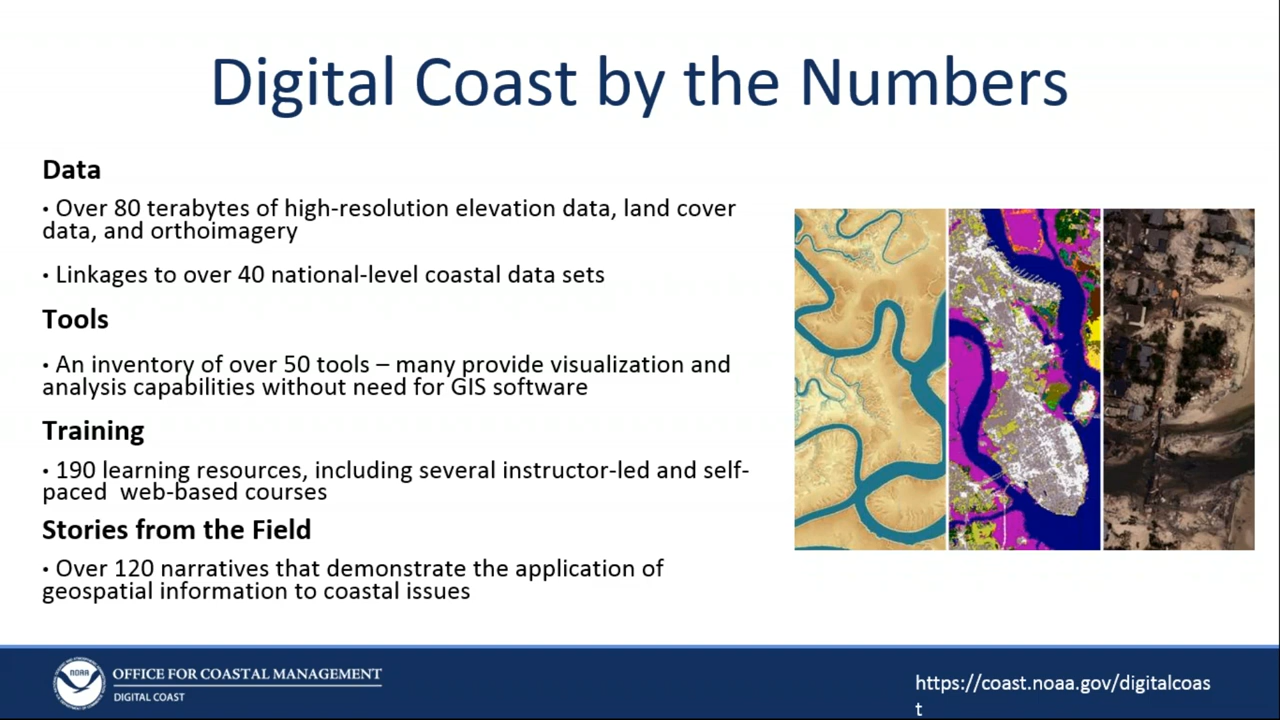 Digital Coast by the Numbers
Data
• Over 80 terabytes of high-resolution elevation data, land cover
data, and orthoimagery
• Linkages to over 40 national-level coastal data sets
Tools
• An inventory of over 50 tools – many provide visualization and
analysis capabilities without need for GIS software
Training
• 190 learning resources, including several instructor-led and self-
paced  web-based courses
Stories from the Field
• Over 120 narratives that demonstrate the application of
geospatial information to coastal issues
NOAA
OFFICE FOR COASTAL MANAGEMENT
DIGITAL COAST
https://coast.noaa.gov/digitalcoas
t